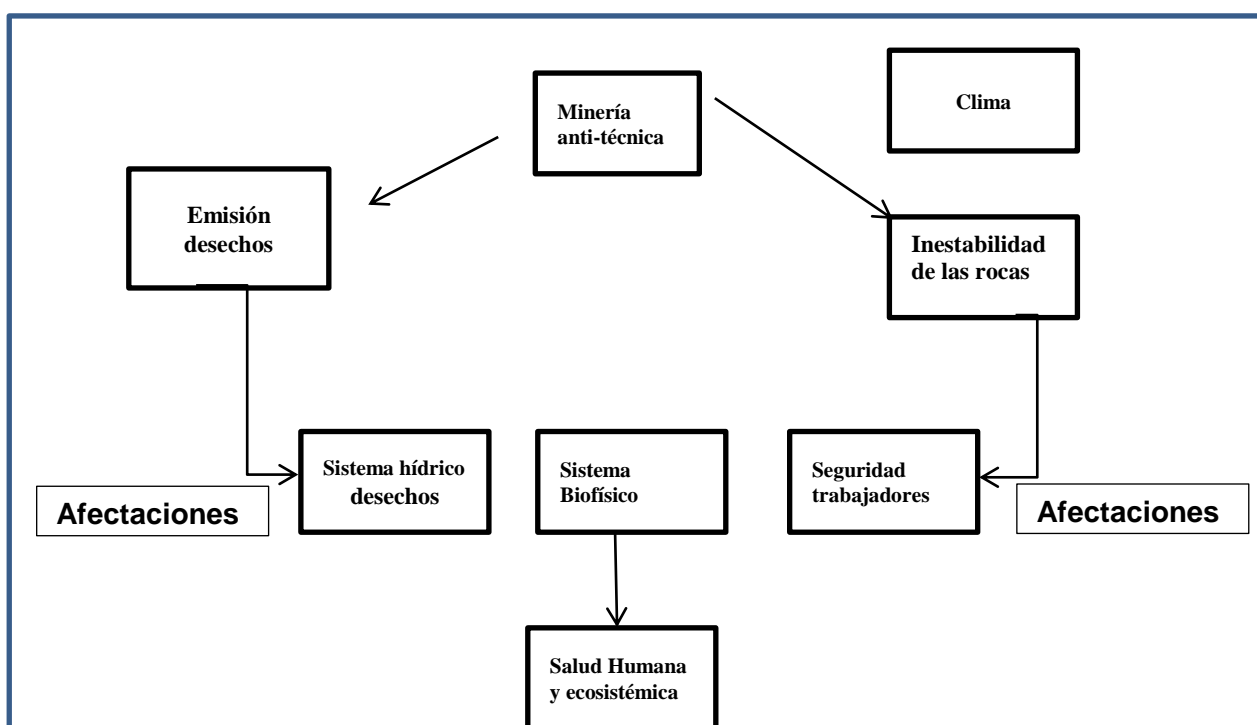 Clima
Minería
anti-técnica
Emisión
desechos
Inestabilidad
de las rocas
Sistema hídrico
desechos
Sistema
Biofísico
Seguridad
trabajadores
Afectaciones
Afectaciones
Salud Humana
y ecosistémica